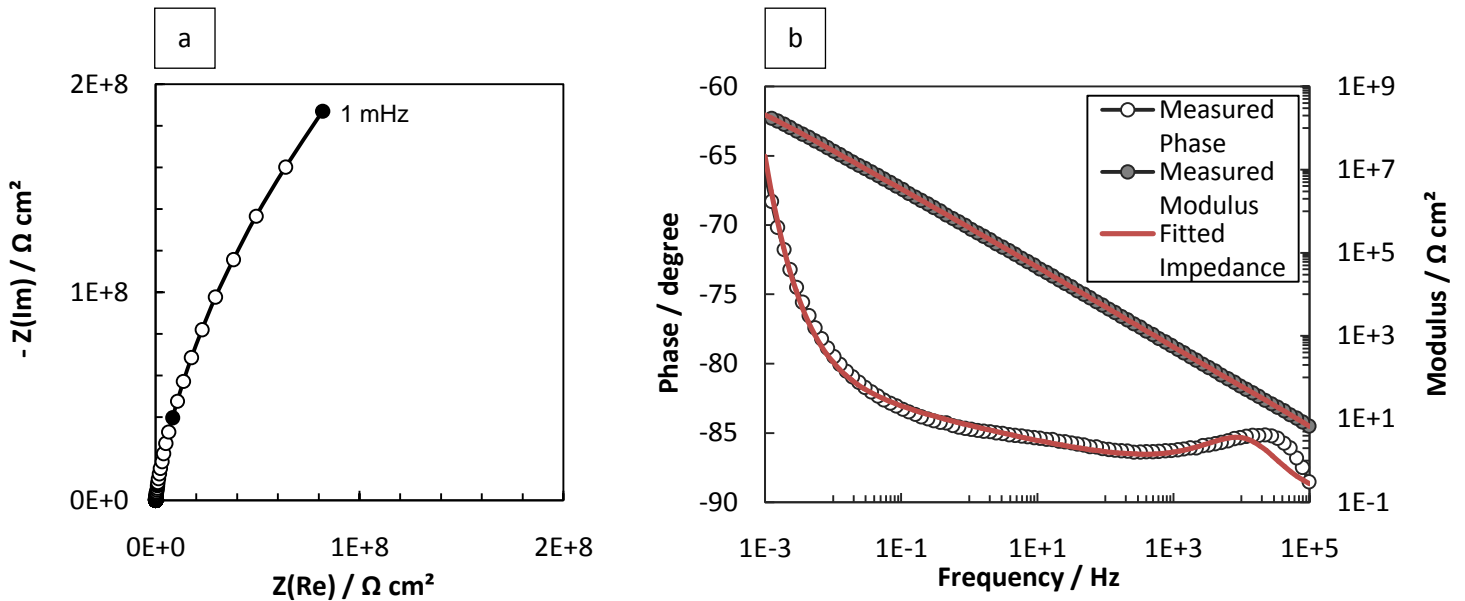 a
2E+8
1E+8
0E+0
- Z(Im) / Ω cm²
1 mHz
0E+0
1E+8
2E+8
Z(Re) / Ω cm²
b
-60
-65
-70
-75
-80
-85
-90
Phase / degree
Measured
Phase
Measured
Modulus
Fitted
Impedance
1E+9
1E+7
1E+5
1E+3
1E+1
1E-1
Modulus / Ω cm²
1E-3
1E-1
1E+1
1E+3
1E+5
Frequency / Hz